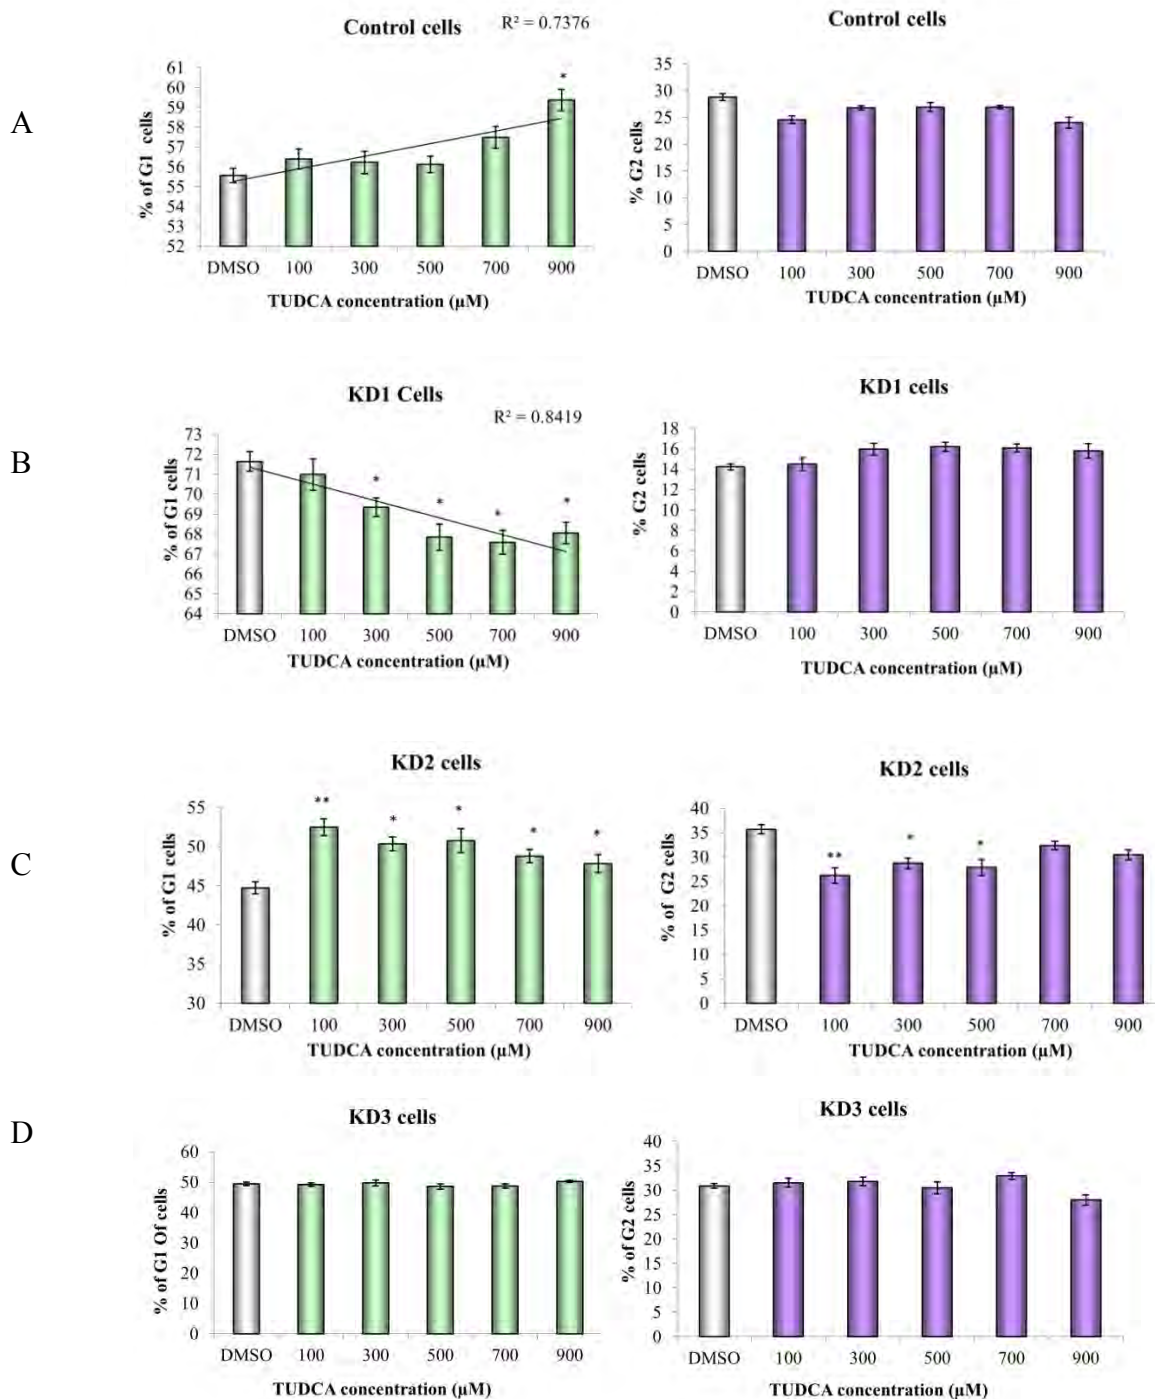 A
Control cells
R² = 0.7376
% of G1 cells
61
60
59
58
57
56
55
54
53
52
*
DMSO 100 300 500 700 900
TUDCA concentration (µM)
Control cells
% G2 cells
35
30
25
20
15
10
5
0
DMSO 100 300 500 700 900
TUDCA concentration (µM)
B
KD1 Cells
R² = 0.8419
% of G1 cells
73
72
71
70
69
68
67
66
65
64
* * * *
DMSO 100 300 500 700 900
TUDCA concentration (µM)
KD1 cells
% G2 cells
18
16
14
12
10
8
6
4
2
0
DMSO 100 300 500 700 900
TUDCA concentration (µM)
C
KD2 cells
% of G1 cells
55
50
45
40
35
30
** * * * *
DMSO 100 300 500 700 900
TUDCA concentration (µM)
KD2 cells
% of G2 cells
40
35
30
25
20
15
10
5
0
** * *
DMSO 100 300 500 700 900
TUDCA concentration (µM)
D
KD3 cells
% of G1 Of cells
60
50
40
30
20
10
0
DMSO 100 300 500 700 900
TUDCA concentration (µM)
KD3 cells
% of G2 cells
40
35
30
25
20
15
10
5
0
DMSO 100 300 500 700 900
TUDCA concentration (µM)